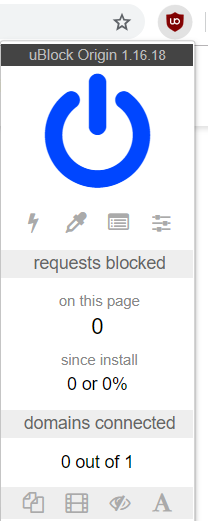 uBlock Origin 1.16.18
requests blocked
on this page
0
since install
0 or 0%
domains connected
0 out of 1